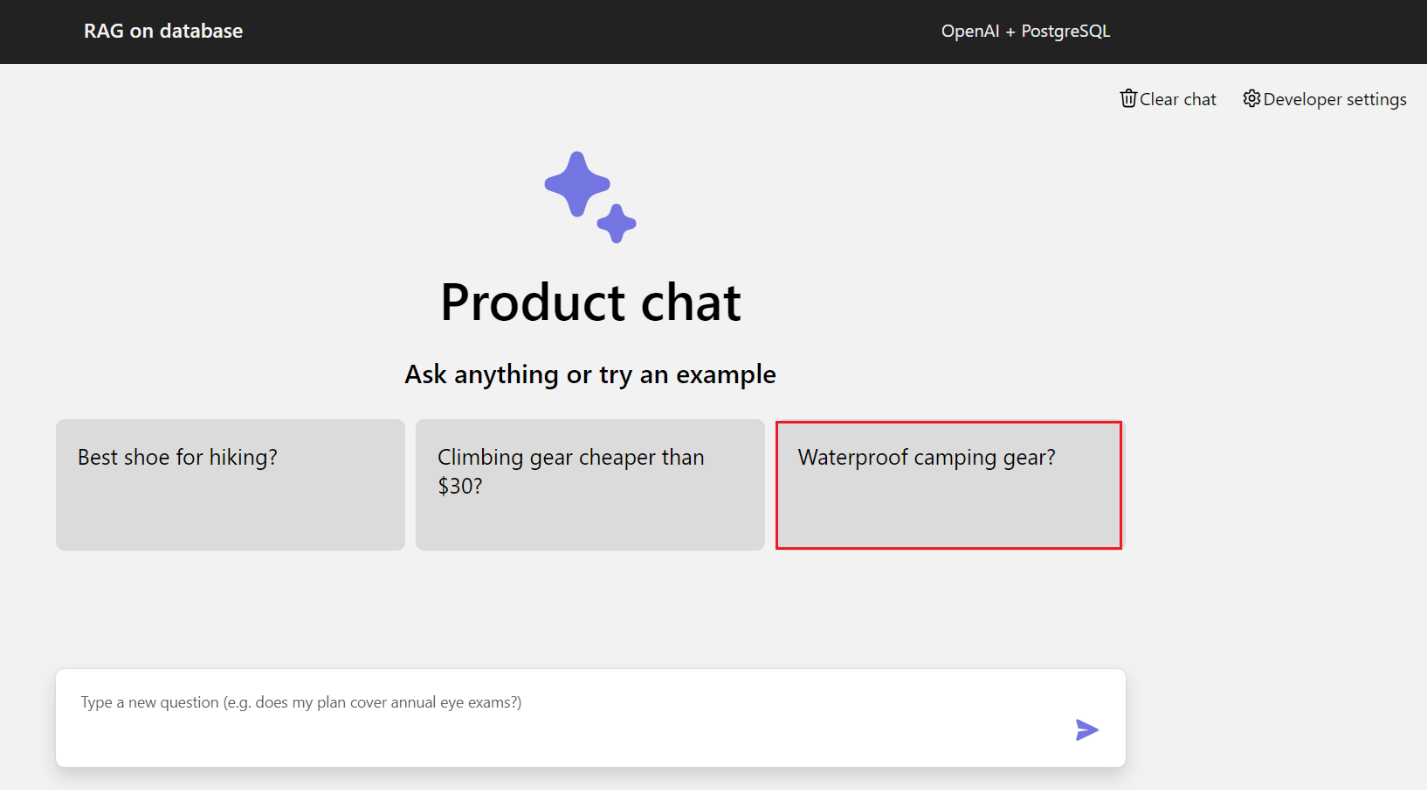 RAG on database
OpenAI + PostgreSQL
Clear chat
Developer settings
Product chat
Ask anything or try an example
Best shoe for hiking?
Climbing gear cheaper than
$30?
Waterproof camping gear?
Type a new question (e.g. does my plan cover annual eye exams?)